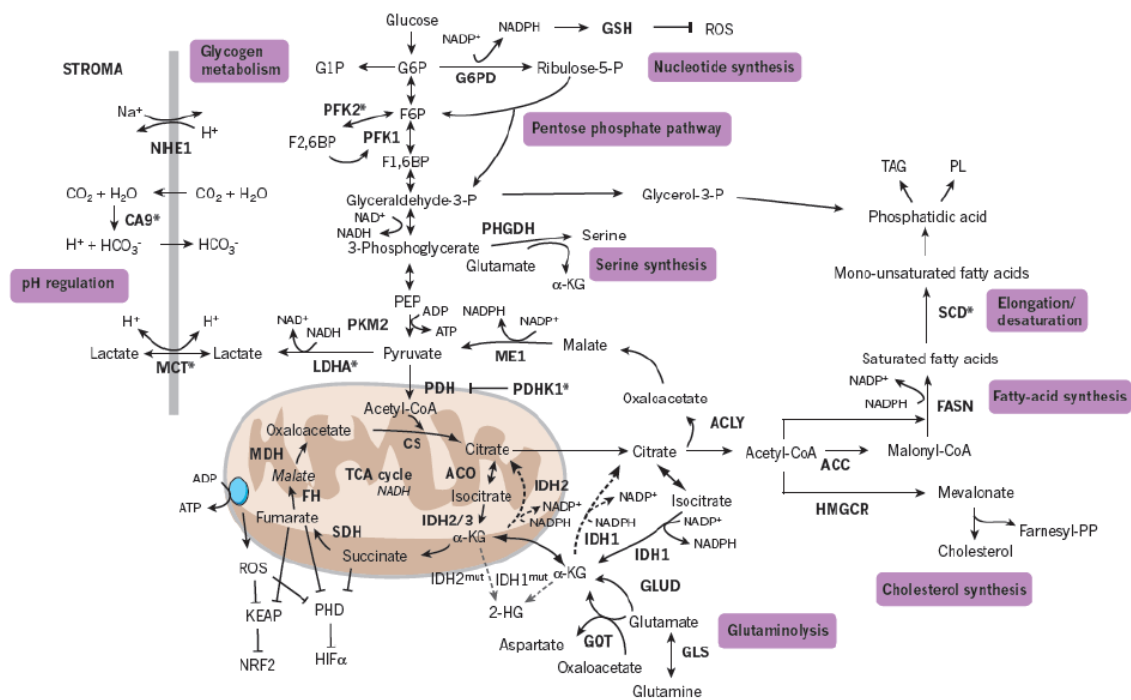 Glucose
NADP⁺
NADPH
GSH
ROS
Glycogen
metabolism
STROMA
G1P
G6P
G6PD
Ribulose-5-P
Nucleotide synthesis
Na⁺
H⁺
NHE1
PFK2*
F6P
F2,6BP
PFK1
F1,6BP
Pentose phosphate pathway
TAG
PL
CO₂ + H₂O
CO₂ + H₂O
CA9*
H⁺ + HCO₃⁻
HCO₃⁻
Glyceraldehyde-3-P
Glycerol-3-P
Phosphatidic acid
NAD⁺
NADH
3-Phosphoglycerate
PHGDH
Serine
Glutamate
α-KG
Serine synthesis
pH regulation
Mono-unsaturated fatty acids
PEP
ADP
ATP
PKM2
SCD*
Elongation/
desaturation
H⁺
H⁺
Lactate
Lactate
MCT*
NAD⁺
NADH
LDHA*
Pyruvate
NADPH
NADP⁺
ME1
Malate
Saturated fatty acids
PDH
PDHK1*
NADP⁺
NADPH
FASN
Fatty-acid synthesis
Acetyl-CoA
Oxaloacetate
Oxaloacetate
CS
Citrate
Citrate
ACLY
Acetyl-CoA
ACC
Malonyl-CoA
MDH
Malate
TCA cycle
NADH
ACO
Isocitrate
IDH2
NADP⁺
NADPH
NADP⁺
NADPH
IDH1
Isocitrate
NADP⁺
NADPH
IDH1
HMGCR
Mevalonate
Farnesyl-PP
Cholesterol
Cholesterol synthesis
ADP
ATP
FH
Fumarate
SDH
Succinate
IDH2/3
α-KG
α-KG
IDH2ᵐᵘᵗ
IDH1ᵐᵘᵗ
2-HG
ROS
KEAP
NRF2
PHD
HIFα
GLUD
Glutamate
Glutaminolysis
Aspartate
GOT
Oxaloacetate
GLS
Glutamine